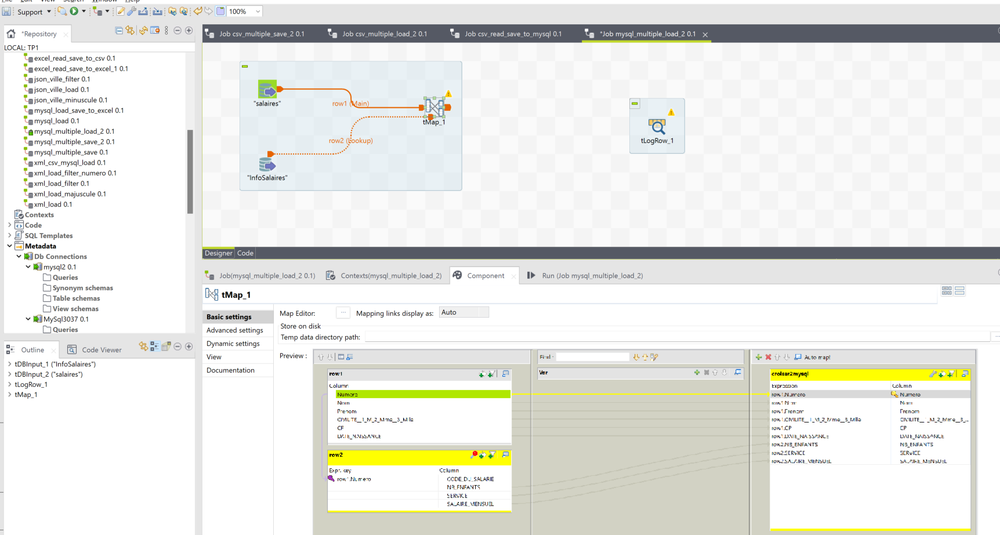 Support
100%
*Repository
LOCAL: TP1
excel_read_save_to_csv 0.1
excel_read_save_to_excel_1 0.1
json_ville_filter 0.1
json_ville_load 0.1
json_ville_minuscule 0.1
mysql_load_save_to_excel 0.1
mysql_load 0.1
mysql_multiple_load_2 0.1
mysql_multiple_save_2 0.1
mysql_multiple_save 0.1
xml_csv_mysql_load 0.1
xml_load_filter_numero 0.1
xml_load_filter 0.1
xml_load_majuscule 0.1
xml_load 0.1
Contexts
Code
SQL Templates
Metadata
Db Connections
mysql2 0.1
Queries
Synonym schemas
Table schemas
View schemas
MySql3037 0.1
Queries
Outline
Code Viewer
tDBInput_1 ("InfoSalaires")
tDBInput_2 ("salaires")
tLogRow_1
tMap_1
Job csv_multiple_save_2 0.1
Job csv_multiple_load_2 0.1
Job csv_read_save_to_mysql 0.1
*Job mysql_multiple_load_2 0.1
"salaires"
row1 (Main)
tMap_1
row2 (Lookup)
"InfoSalaires"
tLogRow_1
Designer Code
Job(mysql_multiple_load_2 0.1)
Contexts(mysql_multiple_load_2)
Component
Run (Job mysql_multiple_load_2)
tMap_1
Basic settings
Advanced settings
Dynamic settings
View
Documentation
Map Editor: ...
Mapping links display as: Auto
Store on disk
Temp data directory path:
Preview :
row1
Column
Numero
Nom
Prenom
CIVILITE__1_M_2_Mme__3_Mlle
CP
DATE_NAISSANCE
row2
Expr. key Column
row1.Numero CODE_DU_SALARIE
NB_ENFANTS
SERVICE
SALAIRE_MENSUEL
Find :
Var
Auto map!
Expression Column
row1.Numero Numero
row1.Nom Nom
row1.Prenom Prenom
row1.CIVILITE__1_M_2_Mme__3_Mlle CIVILITE__1_M_2_Mme__3_...
row1.CP CP
row1.DATE_NAISSANCE DATE_NAISSANCE
row2.NB_ENFANTS NB_ENFANTS
row2.SERVICE SERVICE
row2.SALAIRE_MENSUEL SALAIRE_MENSUEL